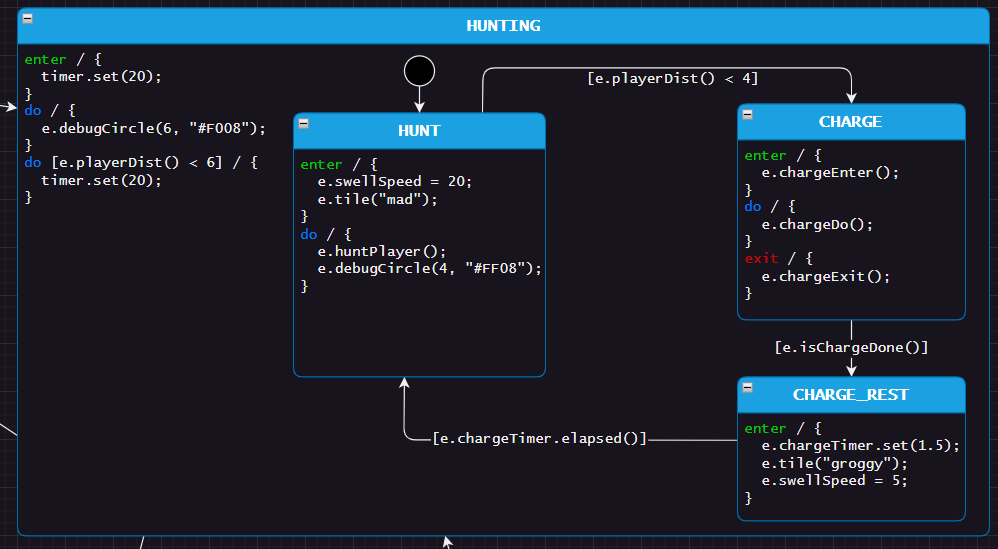 HUNTING
enter / {
  timer.set(20);
}
do / {
  e.debugCircle(6, "#F008");
}
do [e.playerDist() < 6] / {
  timer.set(20);
}
HUNT
enter / {
  e.swellSpeed = 20;
  e.tile("mad");
}
do / {
  e.huntPlayer();
  e.debugCircle(4, "#FF08");
}
[e.playerDist() < 4]
CHARGE
enter / {
  e.chargeEnter();
}
do / {
  e.chargeDo();
}
exit / {
  e.chargeExit();
}
[e.isChargeDone()]
CHARGE_REST
enter / {
  e.chargeTimer.set(1.5);
  e.tile("groggy");
  e.swellSpeed = 5;
}
[e.chargeTimer.elapsed()]